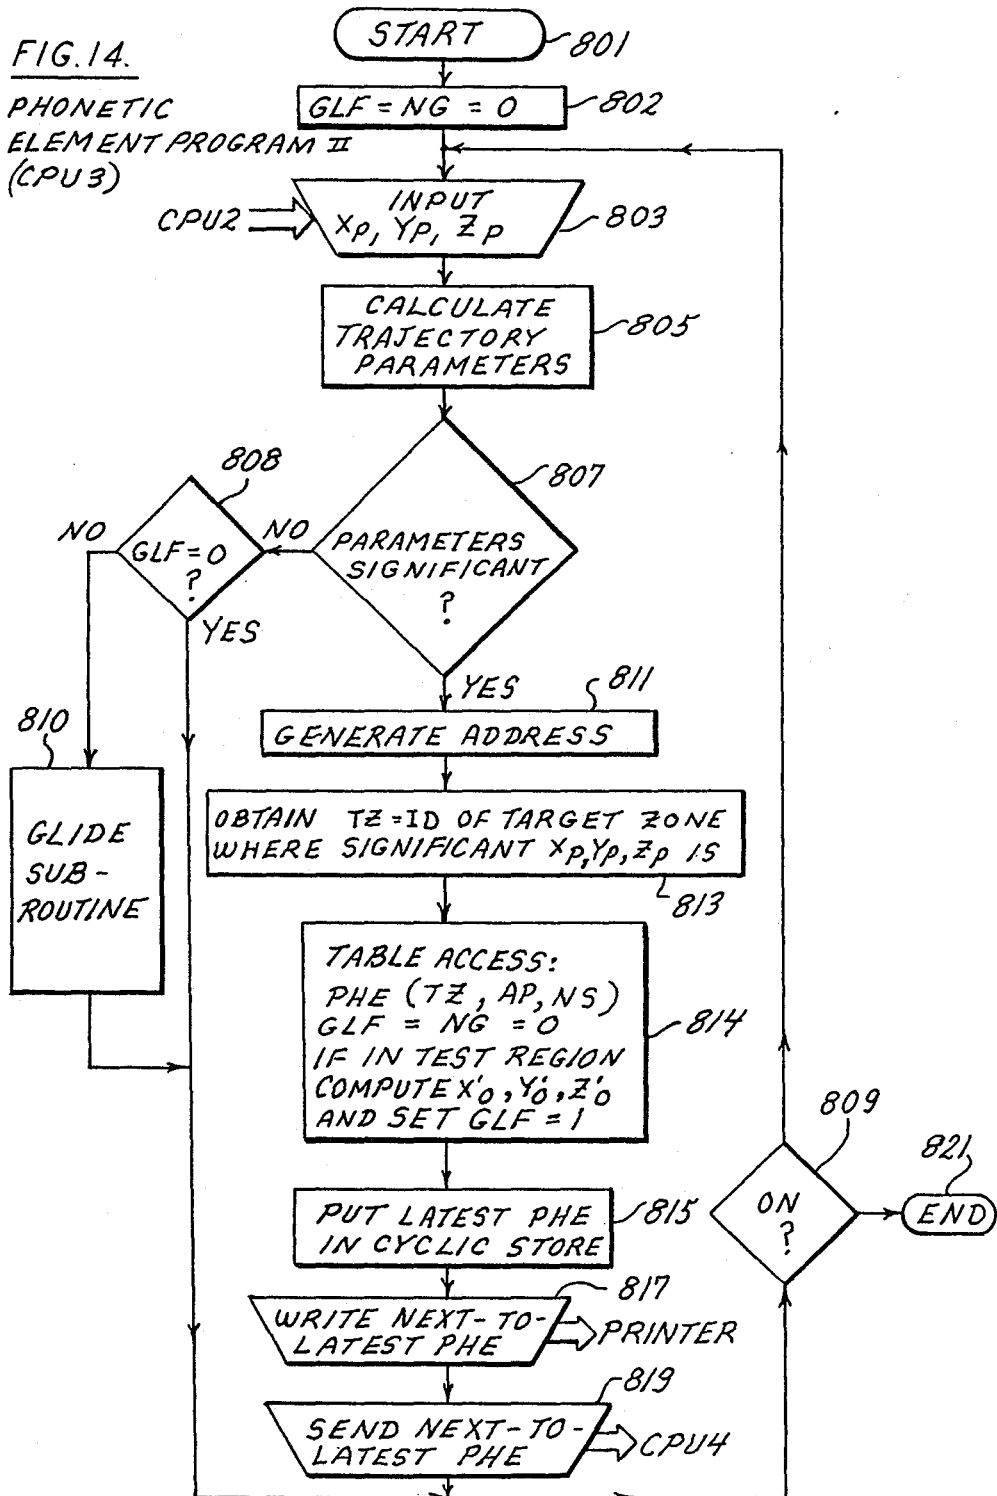 FIG.14.
PHONETIC
ELEMENT PROGRAM II
(CPU3)
START
801
GLF = NG = 0
802
CPU2
INPUT
Xp, Yp, Zp
803
CALCULATE
TRAJECTORY
PARAMETERS
805
807
PARAMETERS
SIGNIFICANT
?
NO
808
GLF=0
?
NO
YES
YES
811
GENERATE ADDRESS
810
GLIDE
SUB-
ROUTINE
OBTAIN TZ=ID OF TARGET ZONE
WHERE SIGNIFICANT Xp,Yp,Zp IS
813
TABLE ACCESS:
PHE (TZ, AP, NS)
GLF = NG = 0
IF IN TEST REGION
COMPUTE X'o, Y'o, Z'o
AND SET GLF = 1
814
PUT LATEST PHE
IN CYCLIC STORE
815
WRITE NEXT-TO-
LATEST PHE
817
PRINTER
SEND NEXT-TO-
LATEST PHE
819
CPU4
809
ON
?
821
END